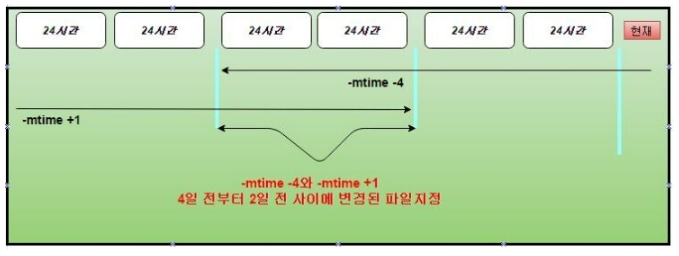 24시간 24시간 24시간 24시간 24시간 24시간 현재
-mtime -4
-mtime +1
-mtime -4와 -mtime +1
4일 전부터 2일 전 사이에 변경된 파일지정